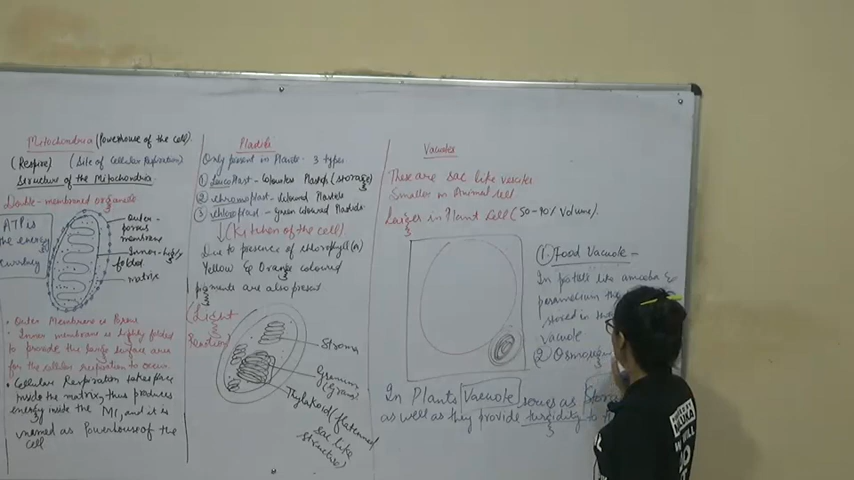 Mitochondria (Powerhouse of the cell)
(Respire) (Site of Cellular Respiration)
Structure of the Mitochondria
Double-membraned organelle
ATP is
the energy
currency
Outer-
porous
membrane
Inner-highly
folded
matrix
• Outer Membrane is Porous
• Inner membrane is highly folded
to provide the large surface area
for the cellular respiration to occur.
• Cellular Respiration takes place
inside the matrix, thus produces
energy inside the MI, and it is
named as Powerhouse of the
Cell
Plastids
Only present in Plants. 3 types.
① Leucoplast - Colourless Plastids (storage)
② chromoplast - coloured Plastids
③ chloroplast - green coloured Plastids
(Kitchen of the cell)
Due to presence of chlorophyll (A)
Yellow & Orange coloured
pigments are also present
(Light
Reaction)
Stroma
Granum
(Grana)
Thylakoid (flattened
sac like
structure)
Vacuoles
These are sac like vesicles
Smaller in Animal cell.
Larger in Plant Cell (50-90% volume).
① Food Vacuole -
In protists like amoeba &
paramecium the
stored in the
vacuole
②
In Plants Vacuole serves as
as well as they provide turgidity to